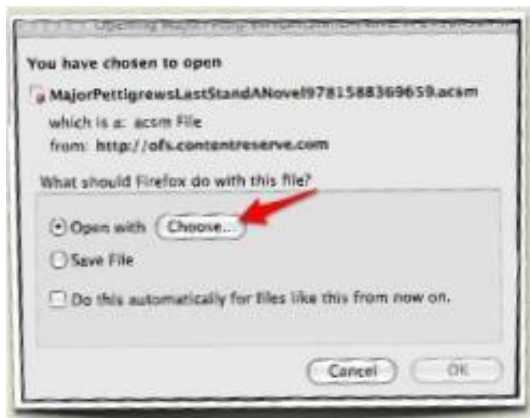 You have chosen to open
MajorPettigrewsLastStandANovel9781588369659.acsm
which is a: acsm File
from: http://ofs.contentreserve.com
What should Firefox do with this file?
Open with Choose...
Save File
Do this automatically for files like this from now on.
Cancel OK